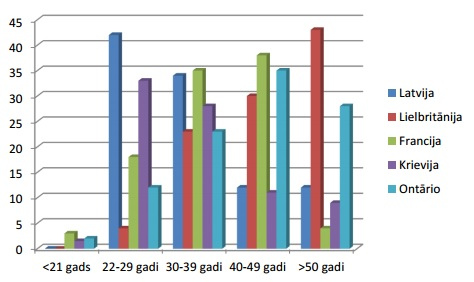 45
40
35
30
25
20
15
10
5
0
<21 gads
22-29 gadi
30-39 gadi
40-49 gadi
>50 gadi
Latvija
Lielbritānija
Francija
Krievija
Ontārio